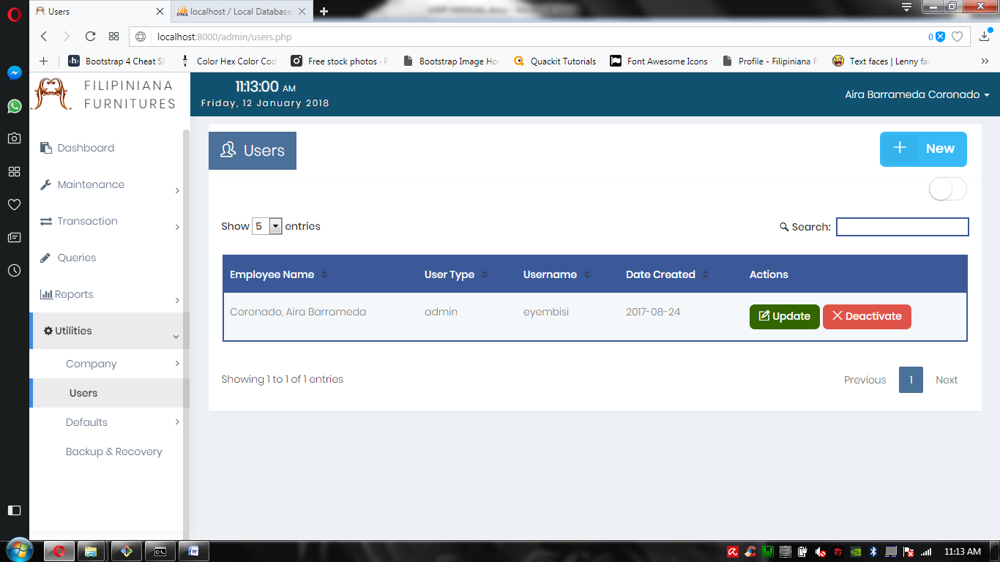 Users
localhost / Local Database
localhost:8000/admin/users.php
0
Bootstrap 4 Cheat Sh
Color Hex Color Cod
Free stock photos · P
Bootstrap Image Ho
Quackit Tutorials
Font Awesome Icons
Profile - Filipiniana F
Text faces | Lenny fa
FILIPINIANA
FURNITURES
11:13:00 AM
Friday, 12 January 2018
Aira Barrameda Coronado
Dashboard
Maintenance
Transaction
Queries
Reports
Utilities
Company
Users
Defaults
Backup & Recovery
Users
New
Show 5 entries
Search:
Employee Name User Type Username Date Created Actions
Coronado, Aira Barrameda admin eyembisi 2017-08-24 Update Deactivate
Showing 1 to 1 of 1 entries
Previous 1 Next
11:13 AM